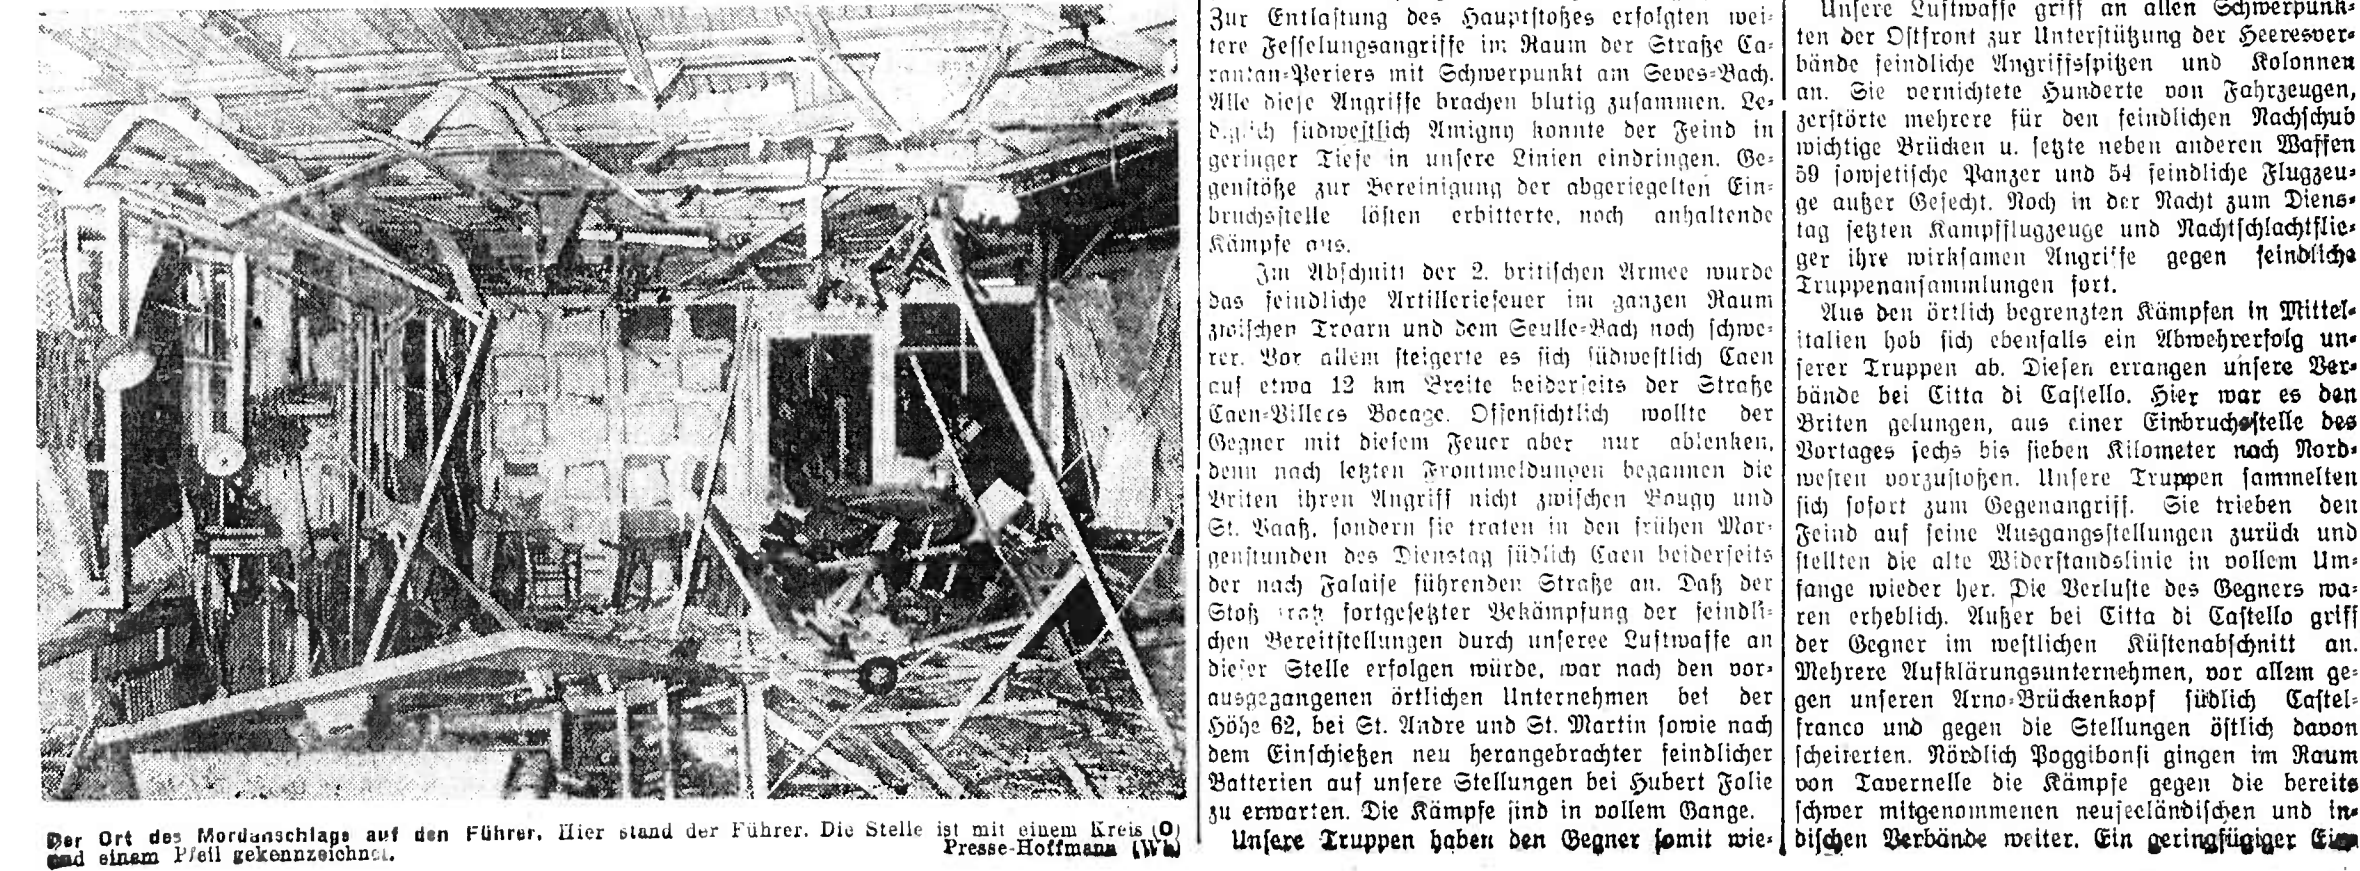 Der Ort des Mordanschlags auf den Führer. Hier stand der Führer. Die Stelle ist mit einem Kreis (O)
und einem Pfeil gekennzeichnet.
Presse-Hoffmann
Zur Entlaſtung des Hauptſtoßes erfolgten wei-
tere Feſſelungsangriffe im Raum der Straße Ca-
rantan-Periers mit Schwerpunkt am Seves-Bach.
Alle dieſe Angriffe brachen blutig zuſammen. Le-
diglich ſüdweſtlich Amigny konnte der Feind in
geringer Tiefe in unſere Linien eindringen. Ge-
genſtöße zur Bereinigung der abgeriegelten Ein-
bruchsſtelle löſten erbitterte, noch anhaltende
Kämpfe aus.
Im Abſchnitt der 2. britiſchen Armee wurde
das feindliche Artilleriefeuer im ganzen Raum
zwiſchen Troarn und dem Seulle-Bach noch ſchwe-
rer. Vor allem ſteigerte es ſich ſüdweſtlich Caen
auf etwa 12 km Breite beiderſeits der Straße
Caen-Villers Bocage. Offenſichtlich wollte der
Gegner mit dieſem Feuer aber nur ablenken,
denn nach letzten Frontmeldungen begannen die
Briten ihren Angriff nicht zwiſchen Bougy und
St. Vaaß, ſondern ſie traten in den frühen Mor-
genſtunden des Dienstag ſüdlich Caen beiderſeits
der nach Falaiſe führenden Straße an. Daß der
Stoß trotz fortgeſetzter Bekämpfung der feindli-
chen Bereitſtellungen durch unſeree Luftwaffe an
dieſer Stelle erfolgen würde, war nach den vor-
ausgegangenen örtlichen Unternehmen bei der
Höhe 62, bei St. Andre und St. Martin ſowie nach
dem Einſchießen neu herangebrachter feindlicher
Batterien auf unſere Stellungen bei Hubert Folie
zu erwarten. Die Kämpfe ſind in vollem Gange.
Unſere Truppen haben den Gegner ſomit wie-
Unſere Luftwaffe griff an allen Schwerpunk-
ten der Oſtfront zur Unterſtützung der Heeresver-
bände feindliche Angriffsſpitzen und Kolonnen
an. Sie vernichtete Hunderte von Fahrzeugen,
zerſtörte mehrere für den feindlichen Nachſchub
wichtige Brücken u. ſetzte neben anderen Waffen
59 ſowjetiſche Panzer und 54 feindliche Flugzeu-
ge außer Gefecht. Noch in der Nacht zum Diens-
tag ſetzten Kampfflugzeuge und Nachtſchlachtflie-
ger ihre wirkſamen Angriffe gegen feindliche
Truppenanſammlungen fort.
Aus den örtlich begrenzten Kämpfen in Mittel-
italien hob ſich ebenfalls ein Abwehrerfolg un-
ſerer Truppen ab. Dieſen errangen unſere Ver-
bände bei Citta di Caſtello. Hier war es den
Briten gelungen, aus einer Einbruchsſtelle des
Vortages ſechs bis ſieben Kilometer nach Nord-
weſten vorzuſtoßen. Unſere Truppen ſammelten
ſich ſofort zum Gegenangriff. Sie trieben den
Feind auf ſeine Ausgangsſtellungen zurück und
ſtellten die alte Widerſtandslinie in vollem Um-
fange wieder her. Die Verluſte des Gegners wa-
ren erheblich. Außer bei Citta di Caſtello griff
der Gegner im weſtlichen Küſtenabſchnitt an.
Mehrere Aufklärungsunternehmen, vor allem ge-
gen unſeren Arno-Brückenkopf ſüdlich Caſtel-
franco und gegen die Stellungen öſtlich davon
ſcheiterten. Nördlich Poggibonſi gingen im Raum
von Tavernelle die Kämpfe gegen die bereits
ſchwer mitgenommenen neuſeeländiſchen und in-
diſchen Verbände weiter. Ein geringfügiger Ein-